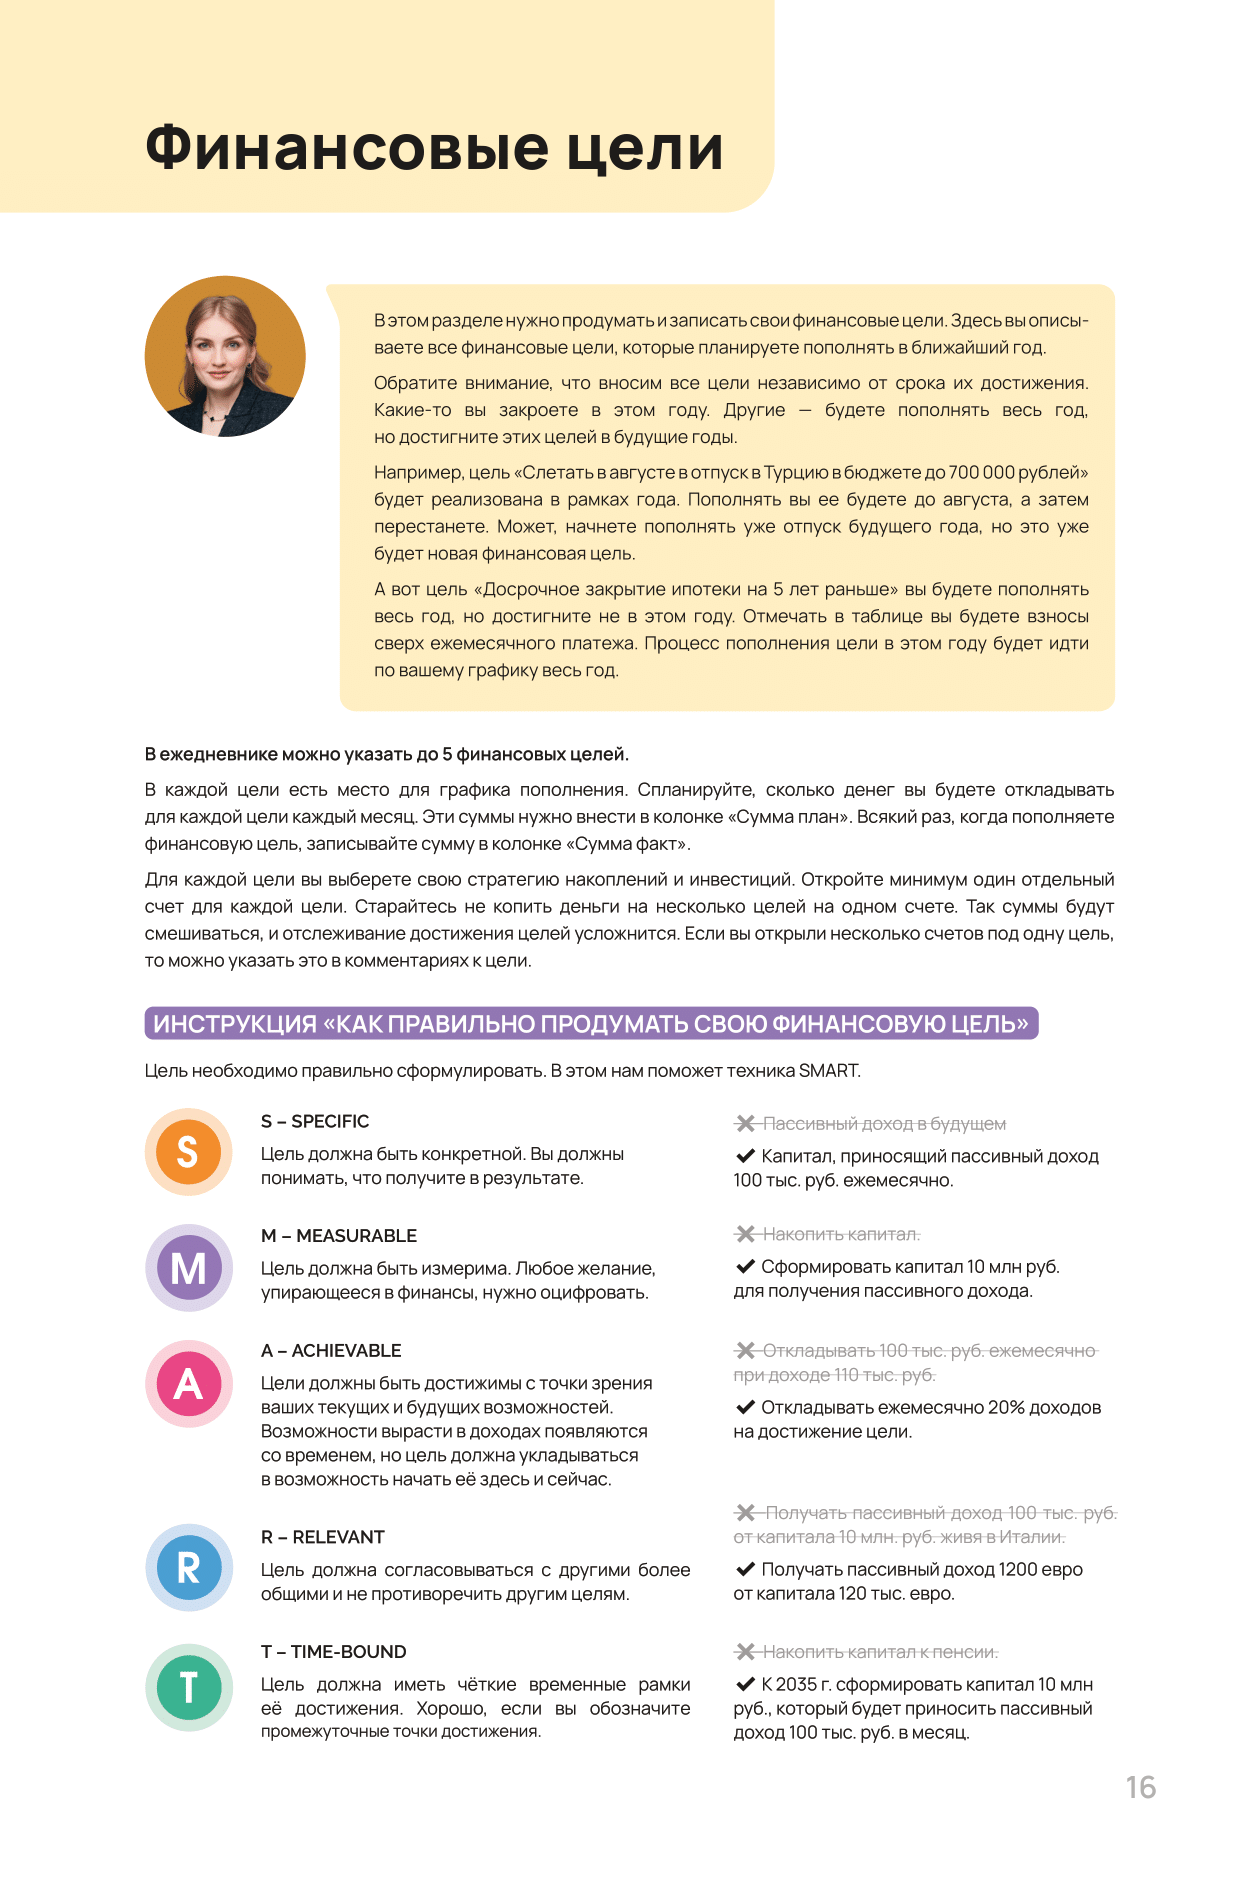 Финансовые цели
В этом разделе нужно продумать и записать свои финансовые цели. Здесь вы описы-
ваете все финансовые цели, которые планируете пополнять в ближайший год.
Обратите внимание, что вносим все цели независимо от срока их достижения.
Какие-то вы закроете в этом году. Другие — будете пополнять весь год,
но достигните этих целей в будущие годы.
Например, цель «Слетать в августе в отпуск в Турцию в бюджете до 700 000 рублей»
будет реализована в рамках года. Пополнять вы ее будете до августа, а затем
перестанете. Может, начнете пополнять уже отпуск будущего года, но это уже
будет новая финансовая цель.
А вот цель «Досрочное закрытие ипотеки на 5 лет раньше» вы будете пополнять
весь год, но достигните не в этом году. Отмечать в таблице вы будете взносы
сверх ежемесячного платежа. Процесс пополнения цели в этом году будет идти
по вашему графику весь год.
В ежедневнике можно указать до 5 финансовых целей.
В каждой цели есть место для графика пополнения. Спланируйте, сколько денег вы будете откладывать
для каждой цели каждый месяц. Эти суммы нужно внести в колонке «Сумма план». Всякий раз, когда пополняете
финансовую цель, записывайте сумму в колонке «Сумма факт».
Для каждой цели вы выберете свою стратегию накоплений и инвестиций. Откройте минимум один отдельный
счет для каждой цели. Старайтесь не копить деньги на несколько целей на одном счете. Так суммы будут
смешиваться, и отслеживание достижения целей усложнится. Если вы открыли несколько счетов под одну цель,
то можно указать это в комментариях к цели.
ИНСТРУКЦИЯ «КАК ПРАВИЛЬНО ПРОДУМАТЬ СВОЮ ФИНАНСОВУЮ ЦЕЛЬ»
Цель необходимо правильно сформулировать. В этом нам поможет техника SMART.
S
S – SPECIFIC
Цель должна быть конкретной. Вы должны
понимать, что получите в результате.
✖ Пассивный доход в будущем
✔ Капитал, приносящий пассивный доход
100 тыс. руб. ежемесячно.
M
M – MEASURABLE
Цель должна быть измерима. Любое желание,
упирающееся в финансы, нужно оцифровать.
✖ Накопить капитал.
✔ Сформировать капитал 10 млн руб.
для получения пассивного дохода.
A
A – ACHIEVABLE
Цели должны быть достижимы с точки зрения
ваших текущих и будущих возможностей.
Возможности вырасти в доходах появляются
со временем, но цель должна укладываться
в возможность начать её здесь и сейчас.
✖ Откладывать 100 тыс. руб. ежемесячно
при доходе 110 тыс. руб.
✔ Откладывать ежемесячно 20% доходов
на достижение цели.
R
R – RELEVANT
Цель должна согласовываться с другими более
общими и не противоречить другим целям.
✖ Получать пассивный доход 100 тыс. руб.
от капитала 10 млн. руб. живя в Италии.
✔ Получать пассивный доход 1200 евро
от капитала 120 тыс. евро.
T
T – TIME-BOUND
Цель должна иметь чёткие временные рамки
её достижения. Хорошо, если вы обозначите
промежуточные точки достижения.
✖ Накопить капитал к пенсии.
✔ К 2035 г. сформировать капитал 10 млн
руб., который будет приносить пассивный
доход 100 тыс. руб. в месяц.
16